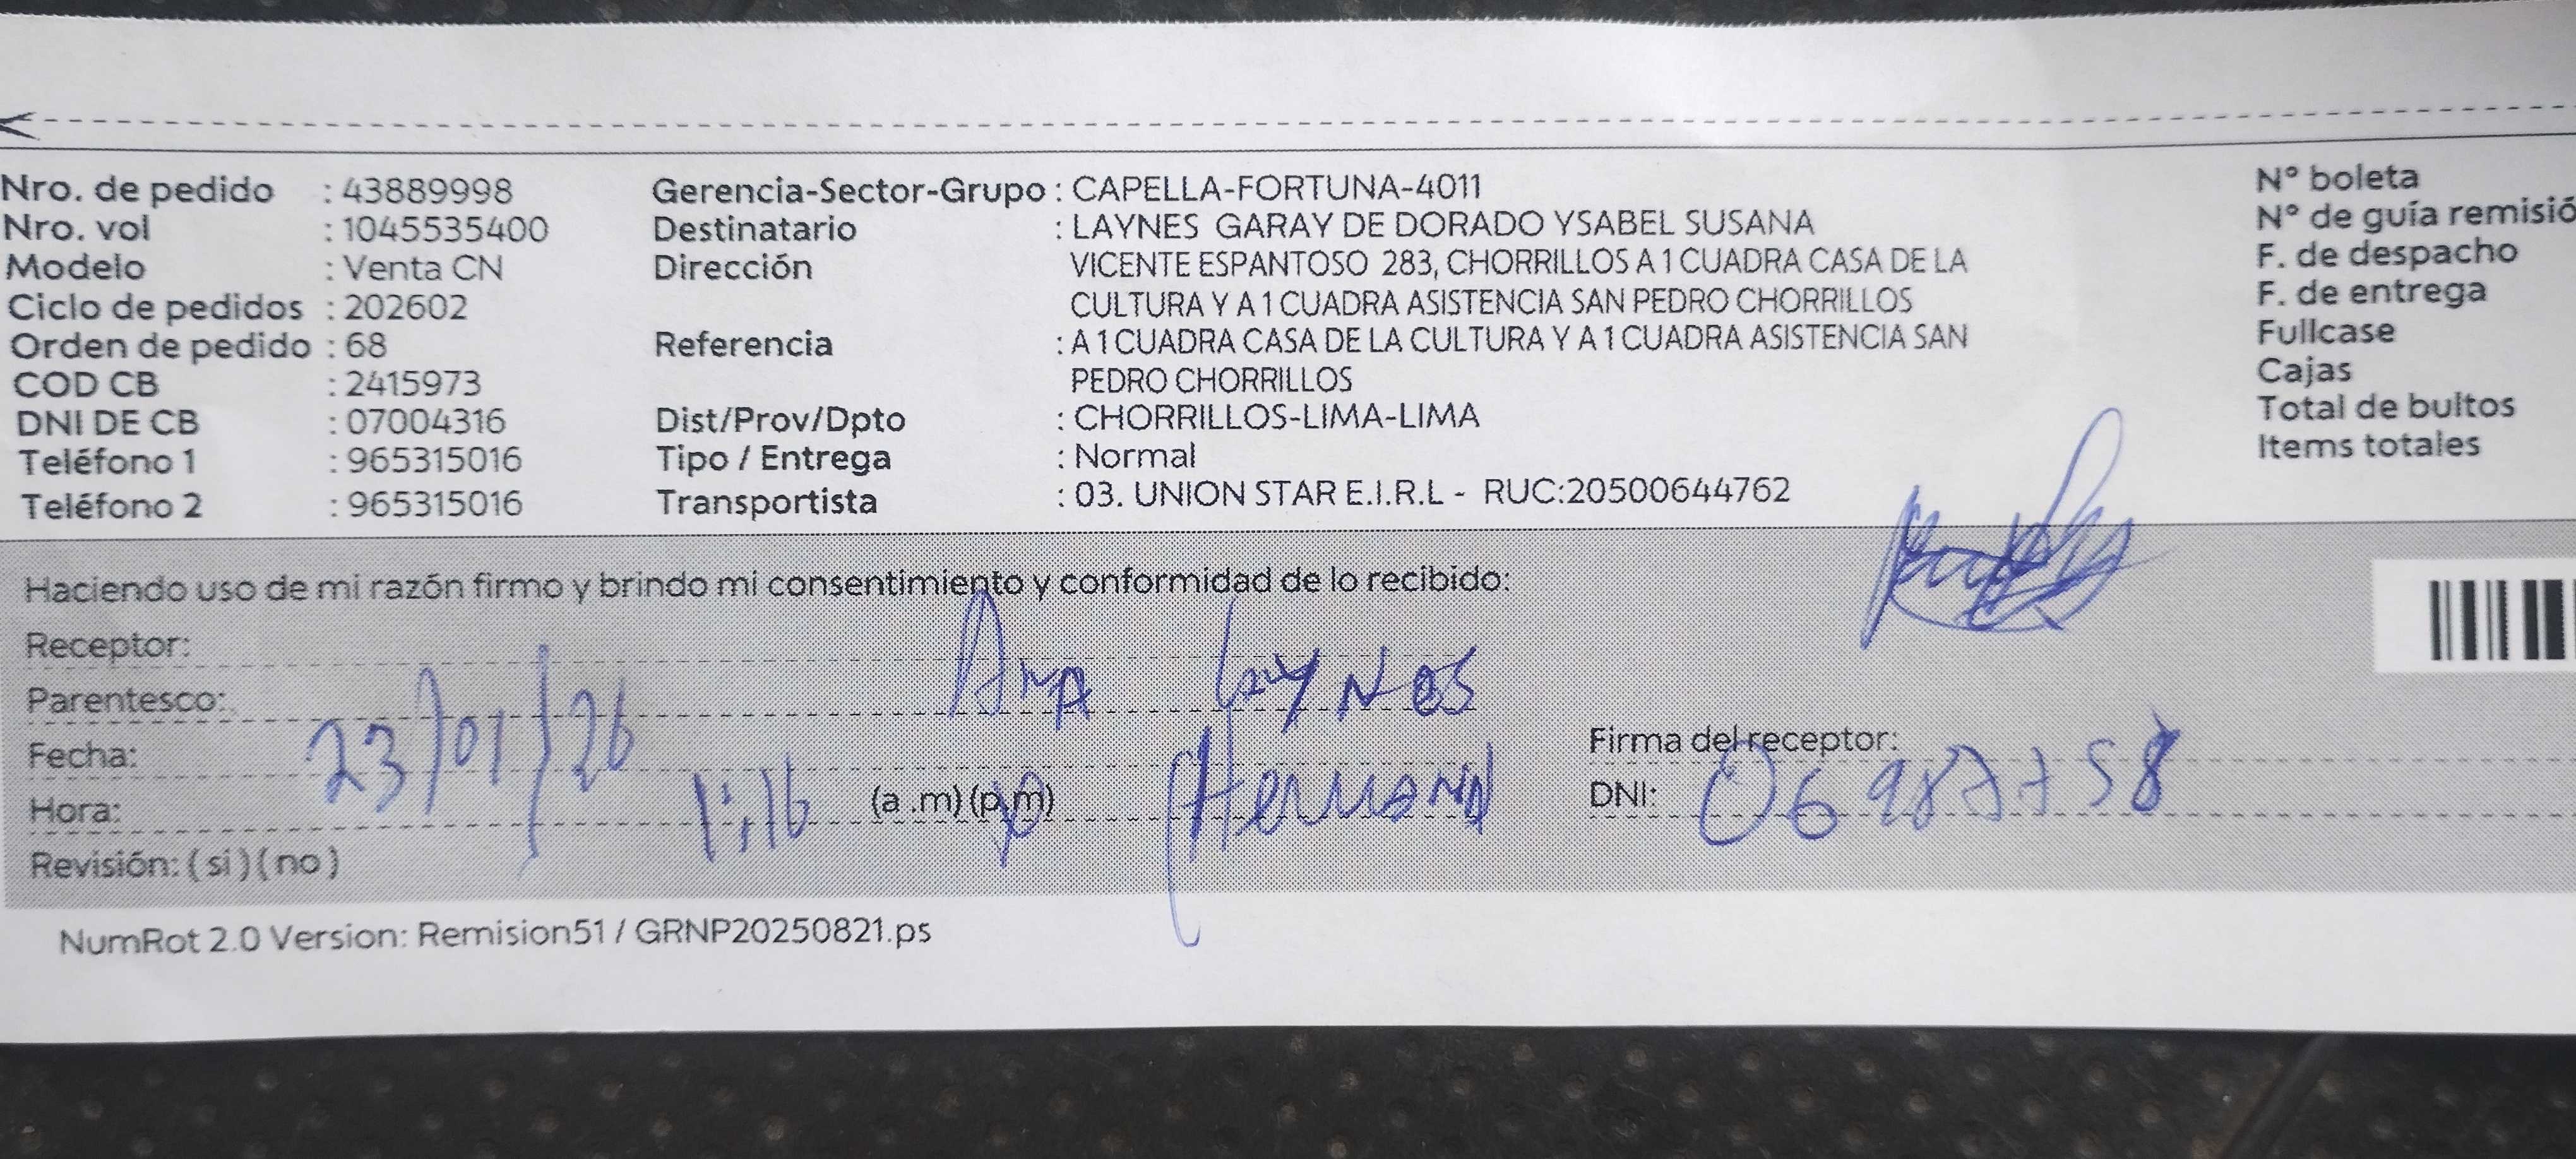 Nro. de pedido : 43889998 Gerencia-Sector-Grupo : CAPELLA-FORTUNA-4011 N° boleta
Nro. vol : 1045535400 Destinatario : LAYNES GARAY DE DORADO YSABEL SUSANA N° de guía remisió
Modelo : Venta CN Dirección VICENTE ESPANTOSO 283, CHORRILLOS A 1 CUADRA CASA DE LA F. de despacho
Ciclo de pedidos : 202602 CULTURA Y A 1 CUADRA ASISTENCIA SAN PEDRO CHORRILLOS F. de entrega
Orden de pedido : 68 Referencia : A 1 CUADRA CASA DE LA CULTURA Y A 1 CUADRA ASISTENCIA SAN Fullcase
COD CB : 2415973 PEDRO CHORRILLOS Cajas
DNI DE CB : 07004316 Dist/Prov/Dpto : CHORRILLOS-LIMA-LIMA Total de bultos
Teléfono 1 : 965315016 Tipo / Entrega : Normal Items totales
Teléfono 2 : 965315016 Transportista : 03. UNION STAR E.I.R.L - RUC:20500644762
Haciendo uso de mi razón firmo y brindo mi consentimiento y conformidad de lo recibido:
Receptor:
Parentesco: Ana Laynes
Fecha: 23/01/26 Firma del receptor:
Hora: 1:16 (a .m) (p.m) Hermana DNI: 06987758
Revisión: (si) (no)
NumRot 2.0 Version: Remision51 / GRNP20250821.ps